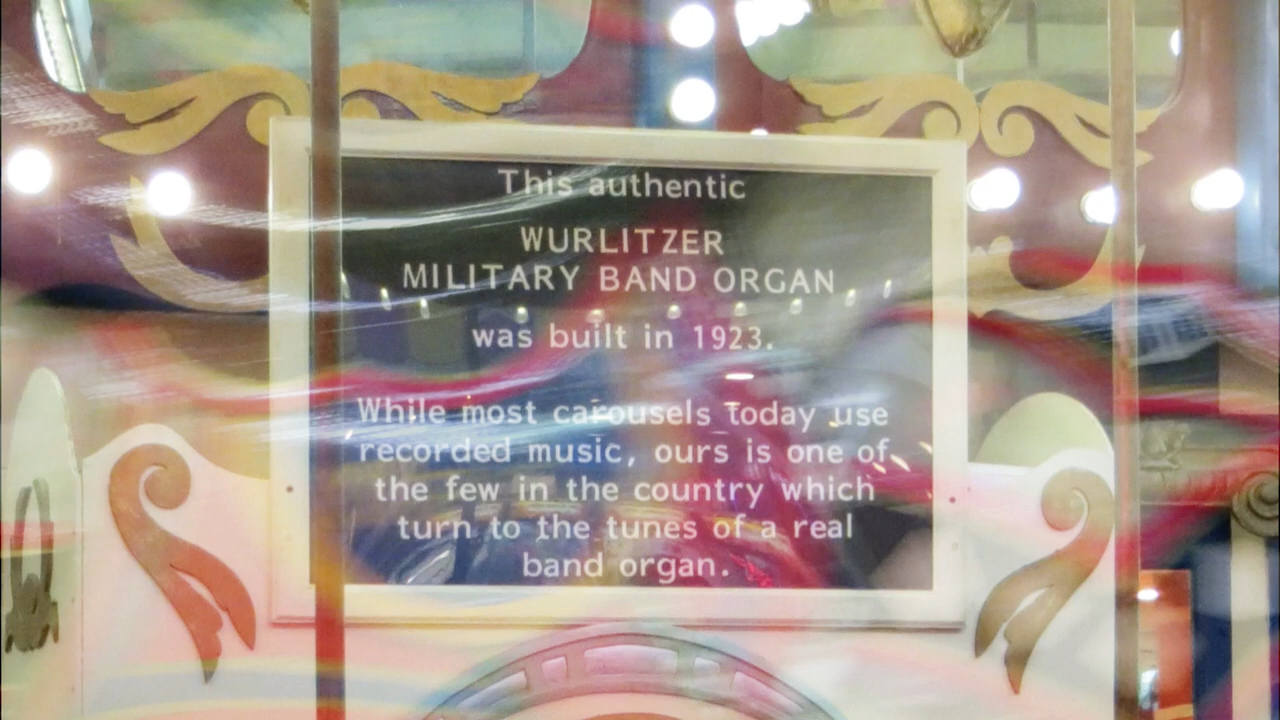 This authentic
WURLITZER
MILITARY BAND ORGAN
was built in 1923.
While most carousels today use
recorded music, ours is one of
the few in the country which
turn to the tunes of a real
band organ.